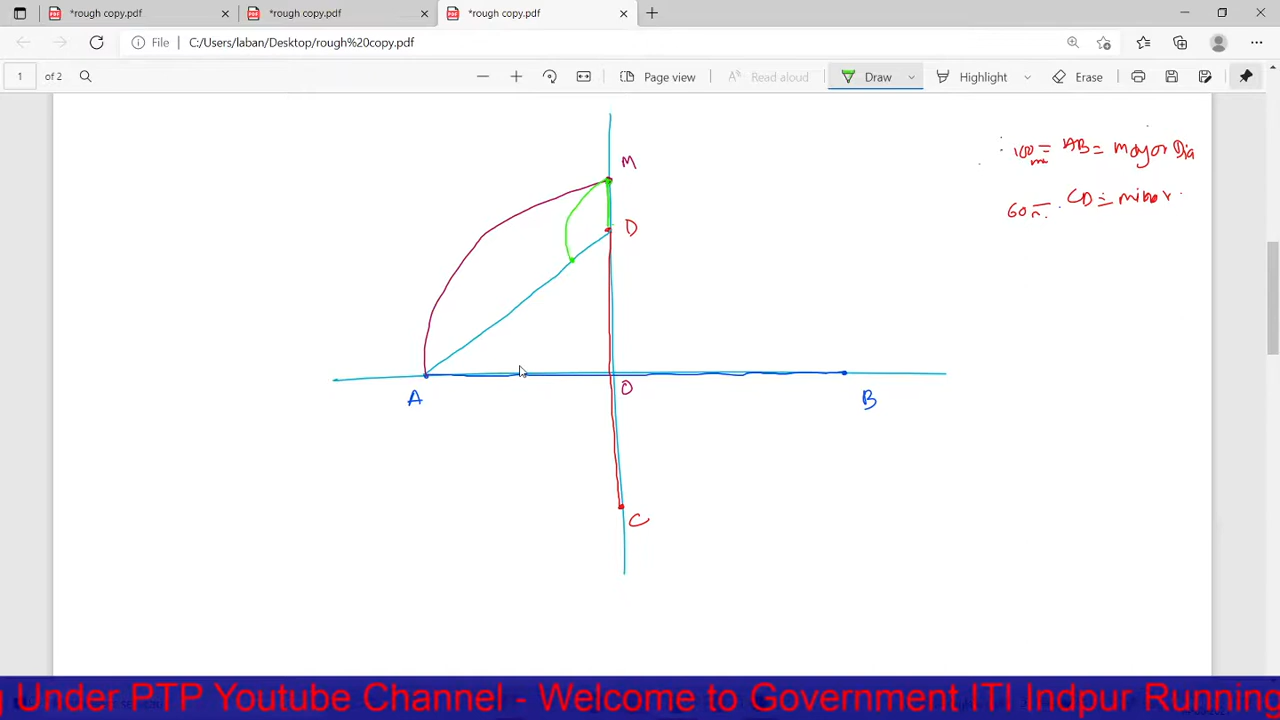 *rough copy.pdf
*rough copy.pdf
*rough copy.pdf
File C:/Users/laban/Desktop/rough%20copy.pdf
1 of 2 Page view Read aloud Draw Highlight Erase
M
100 = AB = major Dia
mm
60 CD = minor
D
O
A
B
C
g Under PTP Youtube Channel - Welcome to Government ITI Indpur Running